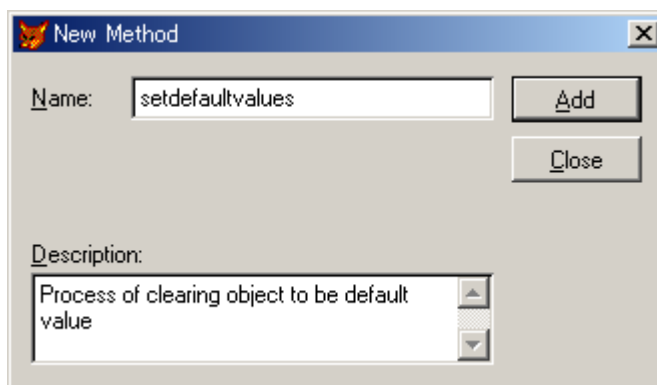 New Method
Name: setdefaultvalues Add
Close
Description:
Process of clearing object to be default
value